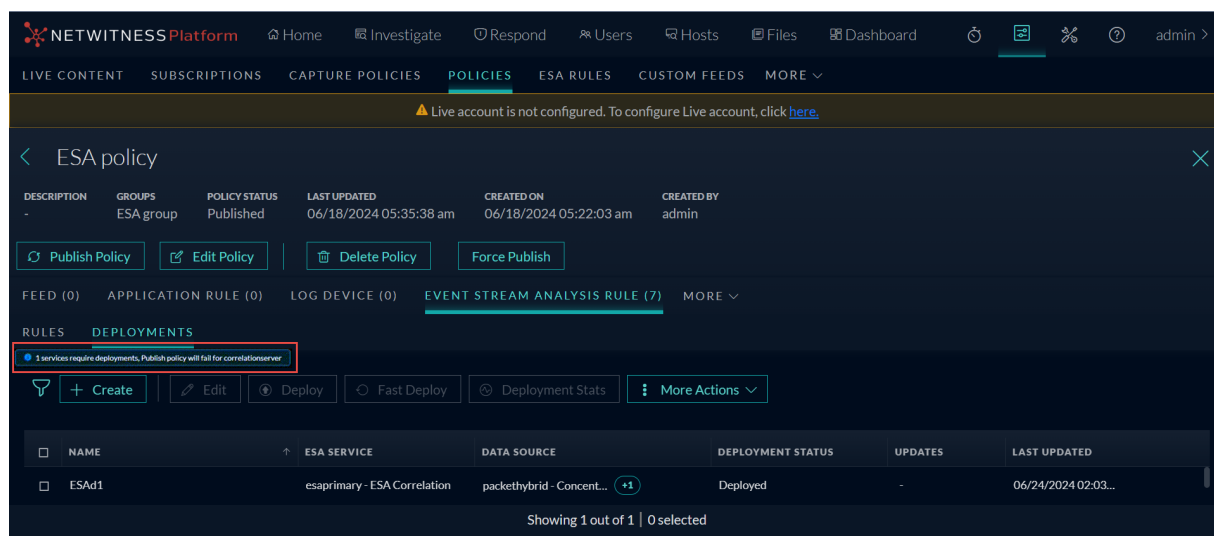 NETWITNESS Platform Home Investigate Respond Users Hosts Files Dashboard admin >
LIVE CONTENT SUBSCRIPTIONS CAPTURE POLICIES POLICIES ESA RULES CUSTOM FEEDS MORE
Live account is not configured. To configure Live account, click here.
ESA policy
DESCRIPTION GROUPS POLICY STATUS LAST UPDATED CREATED ON CREATED BY
- ESA group Published 06/18/2024 05:35:38 am 06/18/2024 05:22:03 am admin
Publish Policy Edit Policy Delete Policy Force Publish
FEED (0) APPLICATION RULE (0) LOG DEVICE (0) EVENT STREAM ANALYSIS RULE (7) MORE
RULES DEPLOYMENTS
1 services require deployments, Publish policy will fail for correlationserver
+ Create Edit Deploy Fast Deploy Deployment Stats More Actions
NAME ESA SERVICE DATA SOURCE DEPLOYMENT STATUS UPDATES LAST UPDATED
ESAd1 esaprimary - ESA Correlation packethybrid - Concent... +1 Deployed - 06/24/2024 02:03...
Showing 1 out of 1 | 0 selected